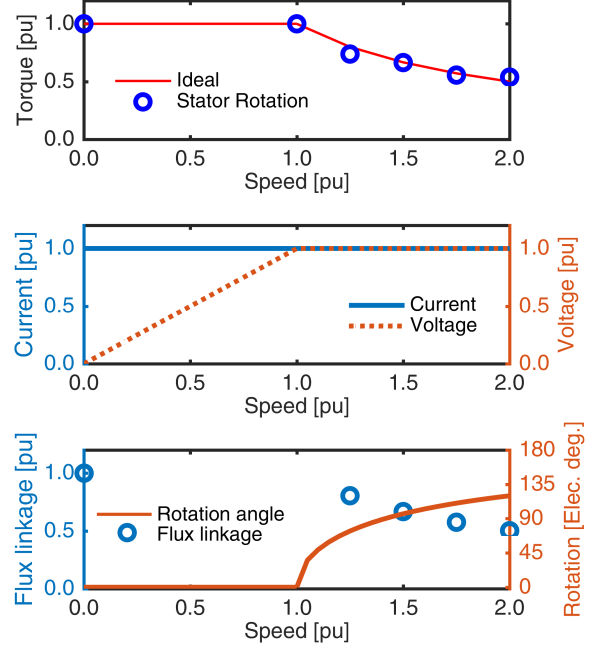 1.0
0.5
0.0
Torque [pu]
Ideal
Stator Rotation
0.0 0.5 1.0 1.5 2.0
Speed [pu]
1.0
0.5
0.0
Current [pu]
Current
Voltage
1.0
0.5
0.0
Voltage [pu]
0.0 0.5 1.0 1.5 2.0
Speed [pu]
1.0
0.5
0.0
Flux linkage [pu]
Rotation angle
Flux linkage
180
135
90
45
0
Rotation [Elec. deg.]
0.0 0.5 1.0 1.5 2.0
Speed [pu]